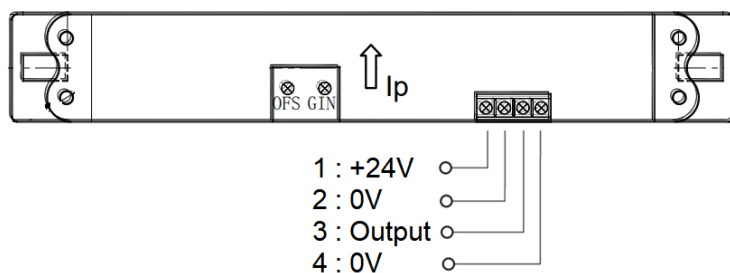 OFS GIN
Ip
1 : +24V
2 : 0V
3 : Output
4 : 0V